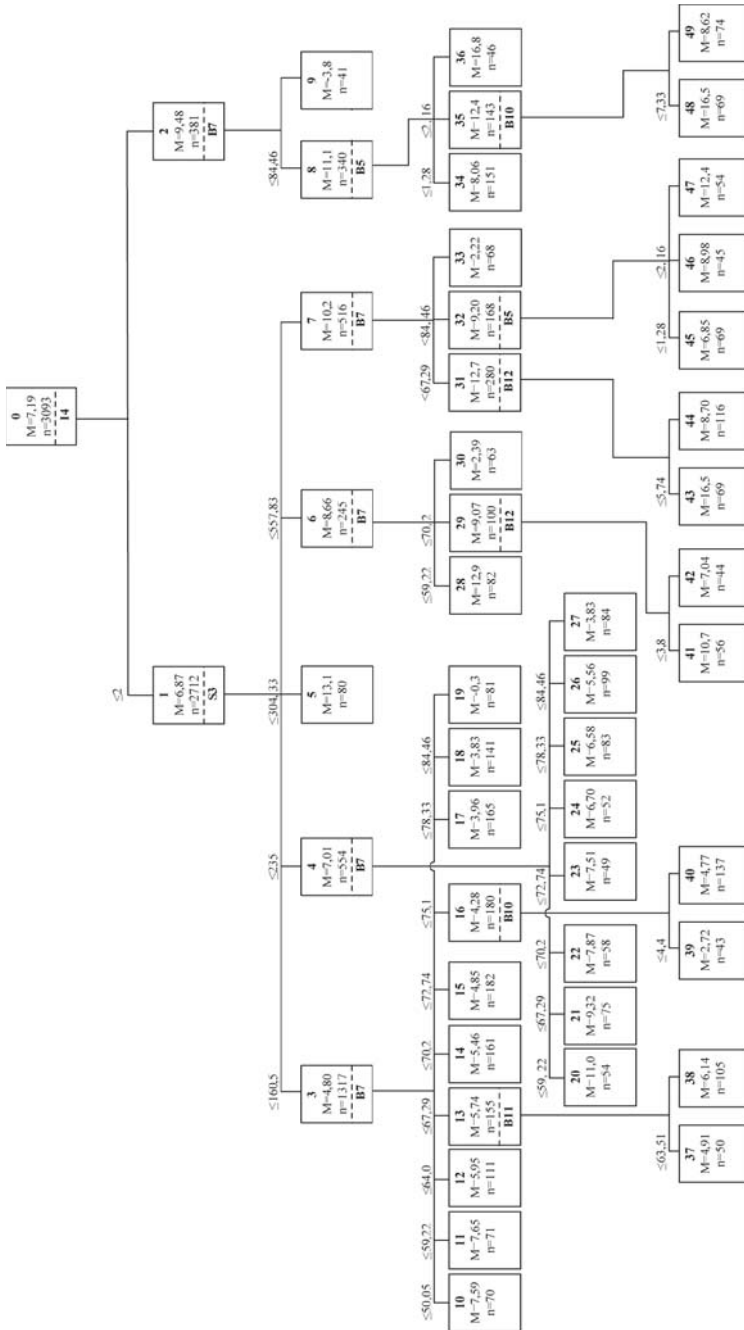 0
M=7,19
n=3093
14
≤2
1
M=6,87
n=2712
S3
2
M=9,48
n=381
B7
≤160,5
≤235
≤304,33
≤557,83
≤84,46
3
M=4,80
n=1317
B7
4
M=7,01
n=554
B7
5
M=13,1
n=80
6
M=8,66
n=245
B7
7
M=10,2
n=516
B7
8
M=11,1
n=340
B5
9
M=-3,8
n=41
≤50,05
≤59,22
≤64,0
≤67,29
≤70,2
≤72,74
≤75,1
≤78,33
≤84,46
≤59,22
≤70,2
≤67,29
≤84,46
≤1,28
≤2,16
10
M−7,59
n=70
11
M−7,65
n=71
12
M−5,95
n=111
13
M−5,74
n=155
B11
14
M−5,46
n=161
15
M−4,85
n=182
16
M−4,28
n=180
B10
17
M−3,96
n=165
18
M−3,83
n=141
19
M−0,3
n=81
28
M=12,9
n=82
29
M=9,07
n=100
B12
30
M=2,39
n=63
31
M−12,7
n=280
B12
32
M−9,20
n=168
B5
33
M−2,22
n=68
34
M−8,06
n=151
35
M−12,4
n=143
B10
36
M=16,8
n=46
≤59, 22
≤67,29
≤70,2
≤72,74
≤75,1
≤78,33
≤84,46
20
M−11,0
n=54
21
M−9,32
n=75
22
M−7,87
n=58
23
M−7,51
n=49
24
M−6,70
n=52
25
M−6,58
n=83
26
M−5,56
n=99
27
M−3,83
n=84
≤63,51
≤4,4
≤3,8
≤5,74
≤1,28
≤2,16
≤7,33
37
M=4,91
n=50
38
M=6,14
n=105
39
M=2,72
n=43
40
M=4,77
n=137
41
M=10,7
n=56
42
M=7,04
n=44
43
M=16,5
n=69
44
M=8,70
n=116
45
M=6,85
n=69
46
M=8,98
n=45
47
M=12,4
n=54
48
M=16,5
n=69
49
M=8,62
n=74